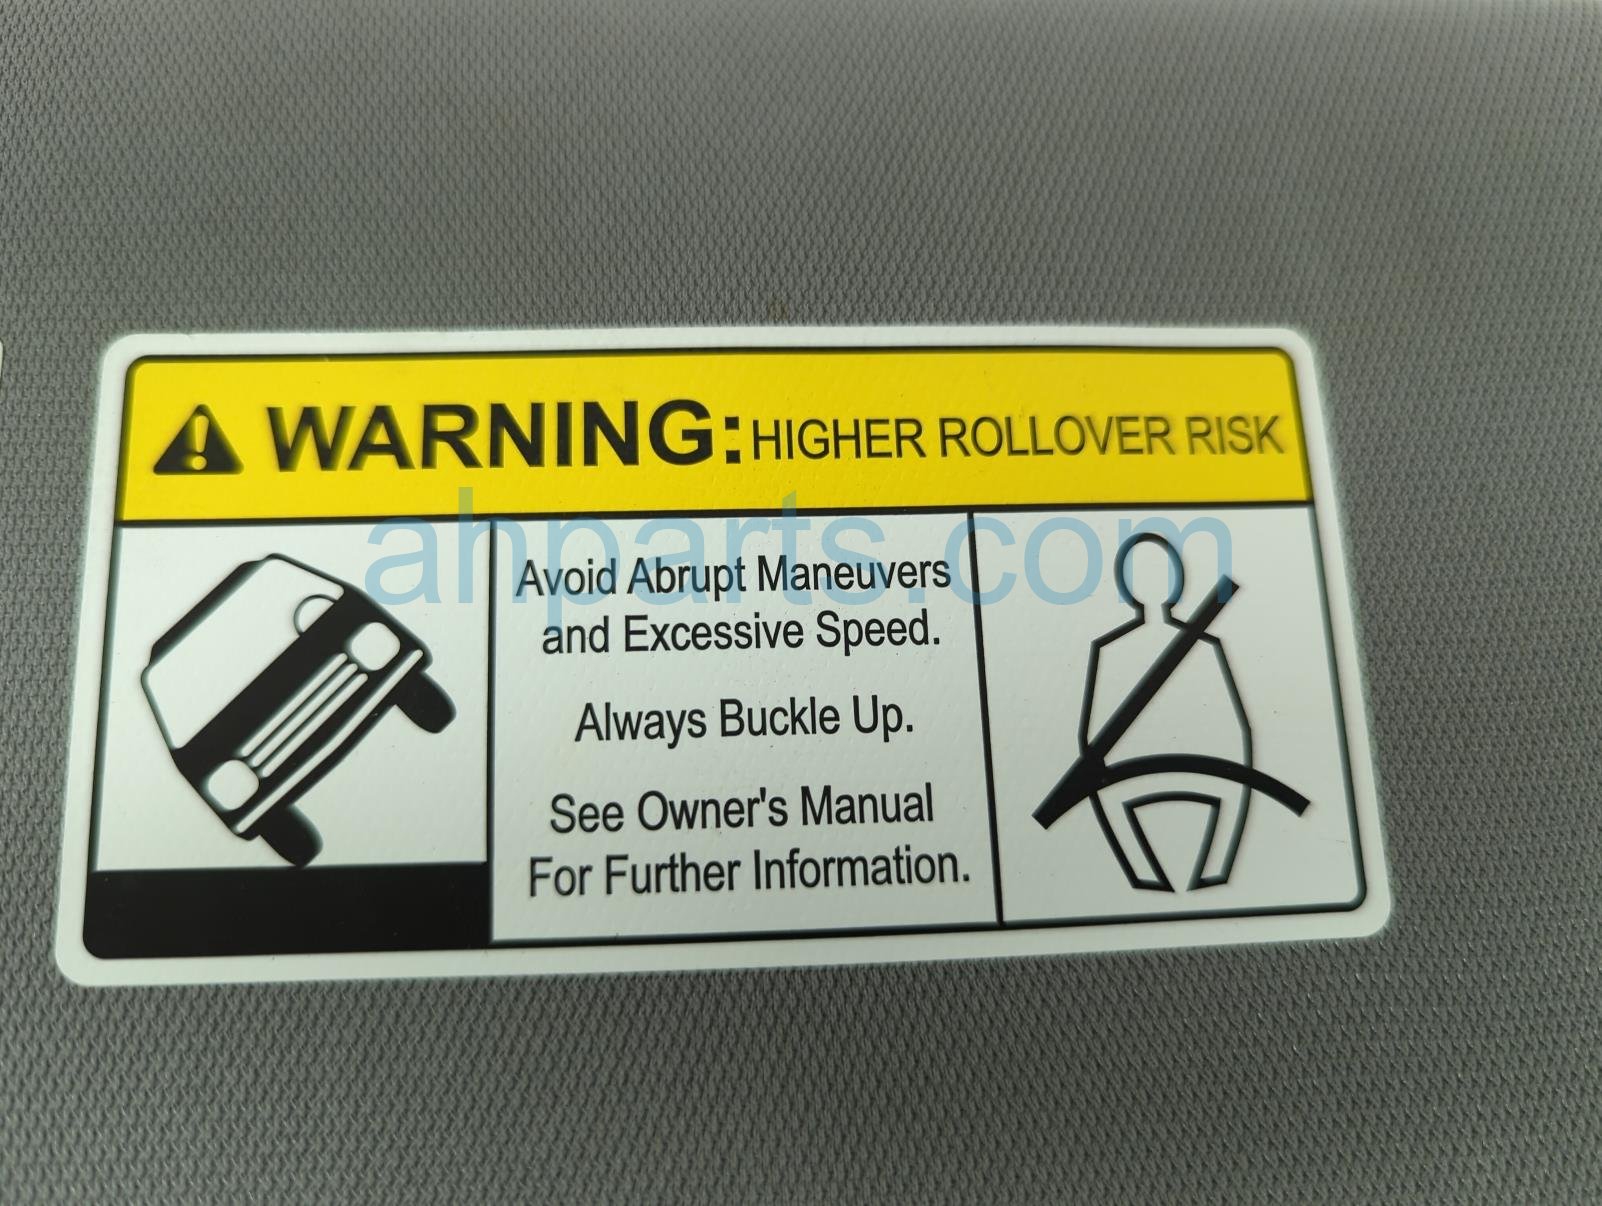 WARNING: HIGHER ROLLOVER RISK
Avoid Abrupt Maneuvers
and Excessive Speed.
Always Buckle Up.
See Owner's Manual
For Further Information.
ahparts.com